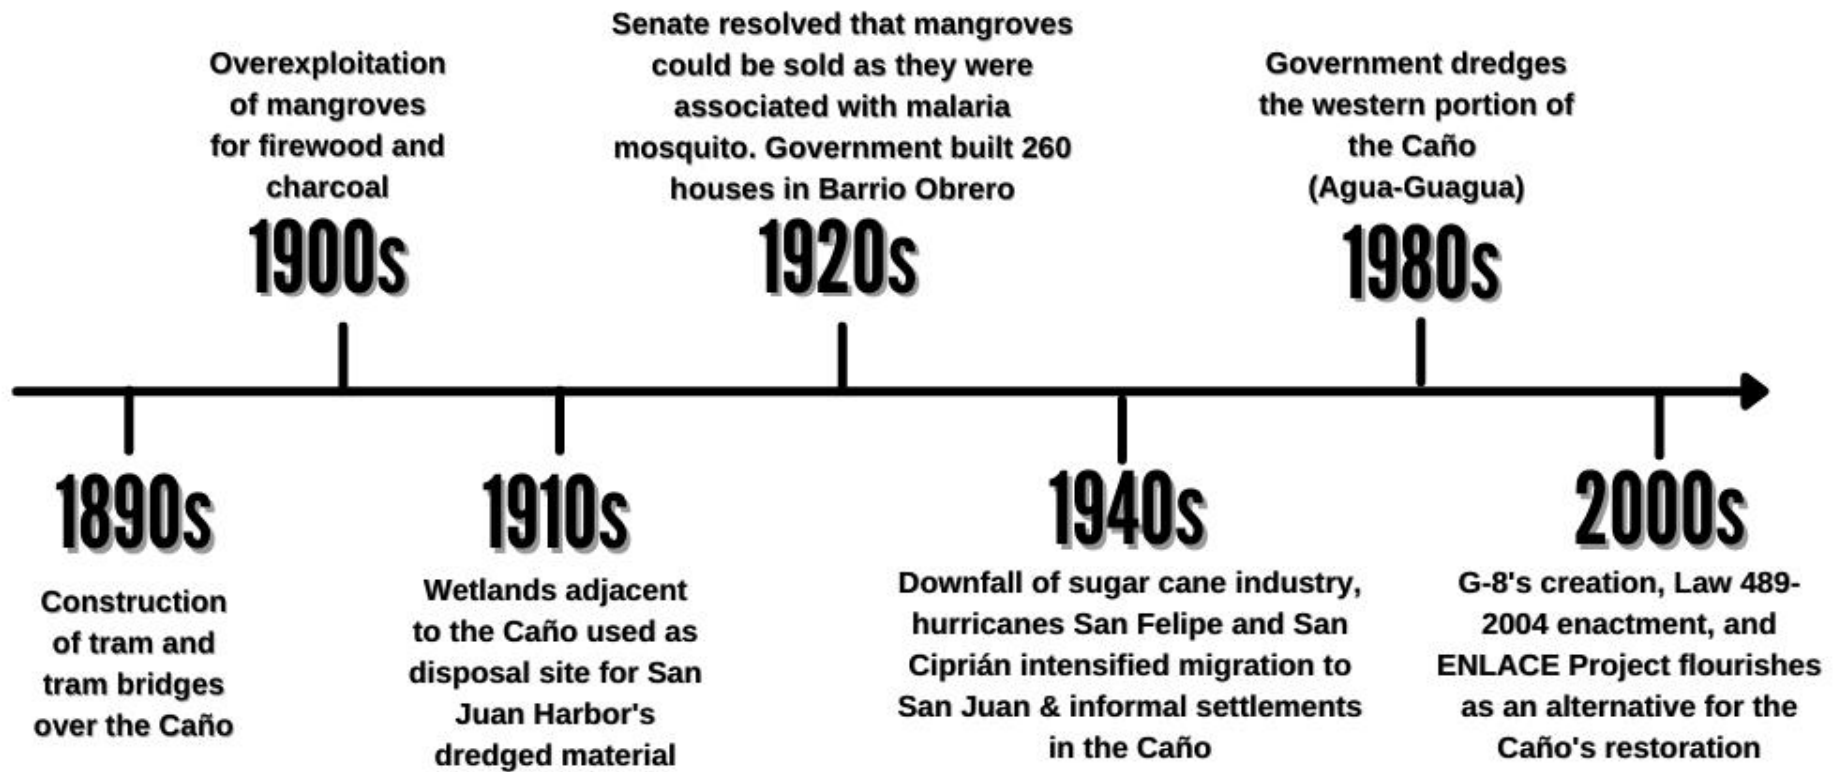 Overexploitation
of mangroves
for firewood and
charcoal
1900s
Senate resolved that mangroves
could be sold as they were
associated with malaria
mosquito. Government built 260
houses in Barrio Obrero
1920s
Government dredges
the western portion of
the Caño
(Agua-Guagua)
1980s
1890s
Construction
of tram and
tram bridges
over the Caño
1910s
Wetlands adjacent
to the Caño used as
disposal site for San
Juan Harbor's
dredged material
1940s
Downfall of sugar cane industry,
hurricanes San Felipe and San
Ciprián intensified migration to
San Juan & informal settlements
in the Caño
2000s
G-8's creation, Law 489-
2004 enactment, and
ENLACE Project flourishes
as an alternative for the
Caño's restoration